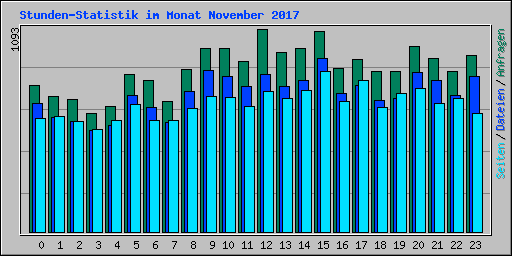 Stunden-Statistik im Monat November 2017
1093
Seiten / Dateien / Anfragen
0 1 2 3 4 5 6 7 8 9 10 11 12 13 14 15 16 17 18 19 20 21 22 23